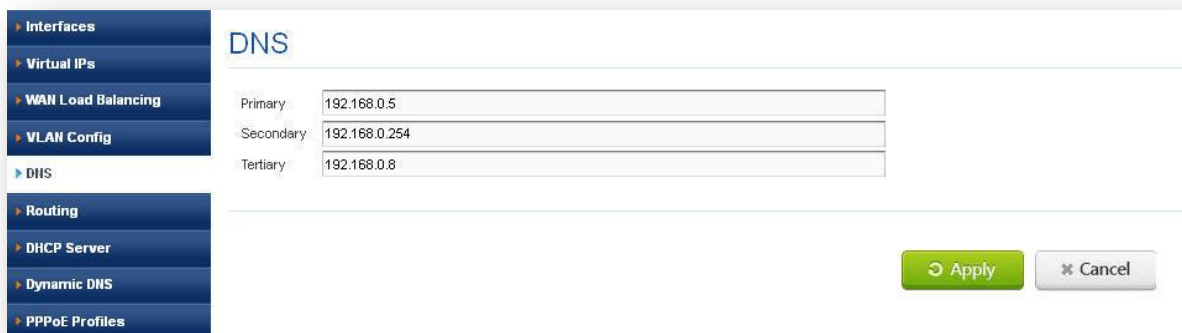 Interfaces
Virtual IPs
WAN Load Balancing
VLAN Config
DNS
Routing
DHCP Server
Dynamic DNS
PPPoE Profiles
DNS
Primary 192.168.0.5
Secondary 192.168.0.254
Tertiary 192.168.0.8
Apply Cancel